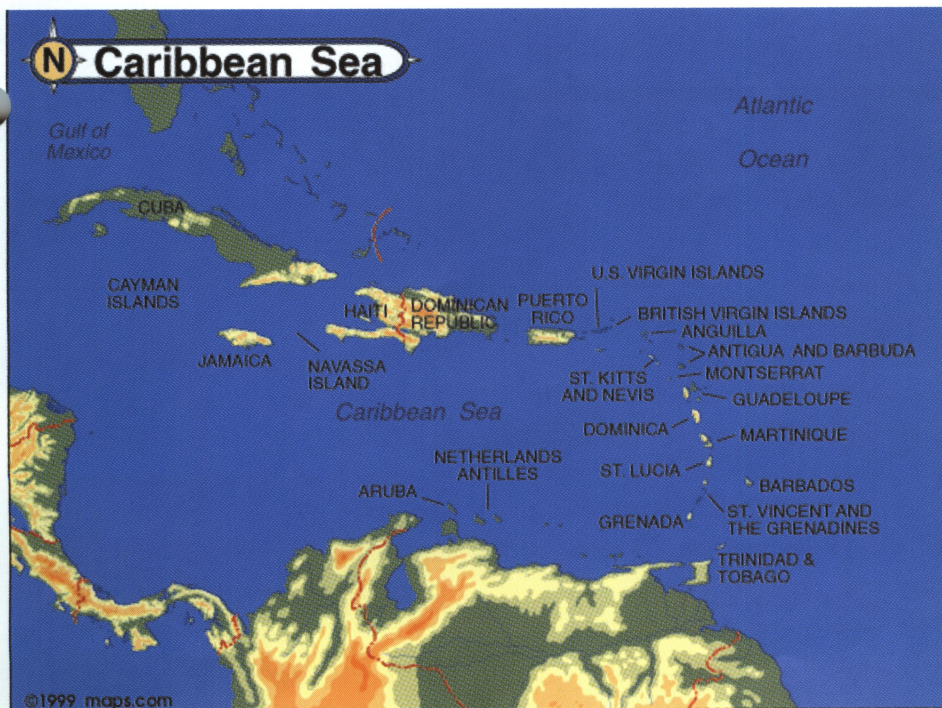 N Caribbean Sea
Atlantic
Ocean
Gulf of
Mexico
CUBA
CAYMAN
ISLANDS
HAITI
DOMINICAN
REPUBLIC
PUERTO
RICO
U.S. VIRGIN ISLANDS
BRITISH VIRGIN ISLANDS
ANGUILLA
ANTIGUA AND BARBUDA
JAMAICA
NAVASSA
ISLAND
ST. KITTS
AND NEVIS
MONTSERRAT
GUADELOUPE
Caribbean Sea
DOMINICA
MARTINIQUE
NETHERLANDS
ANTILLES
ST. LUCIA
ARUBA
BARBADOS
ST. VINCENT AND
THE GRENADINES
GRENADA
TRINIDAD &
TOBAGO
©1999 maps.com